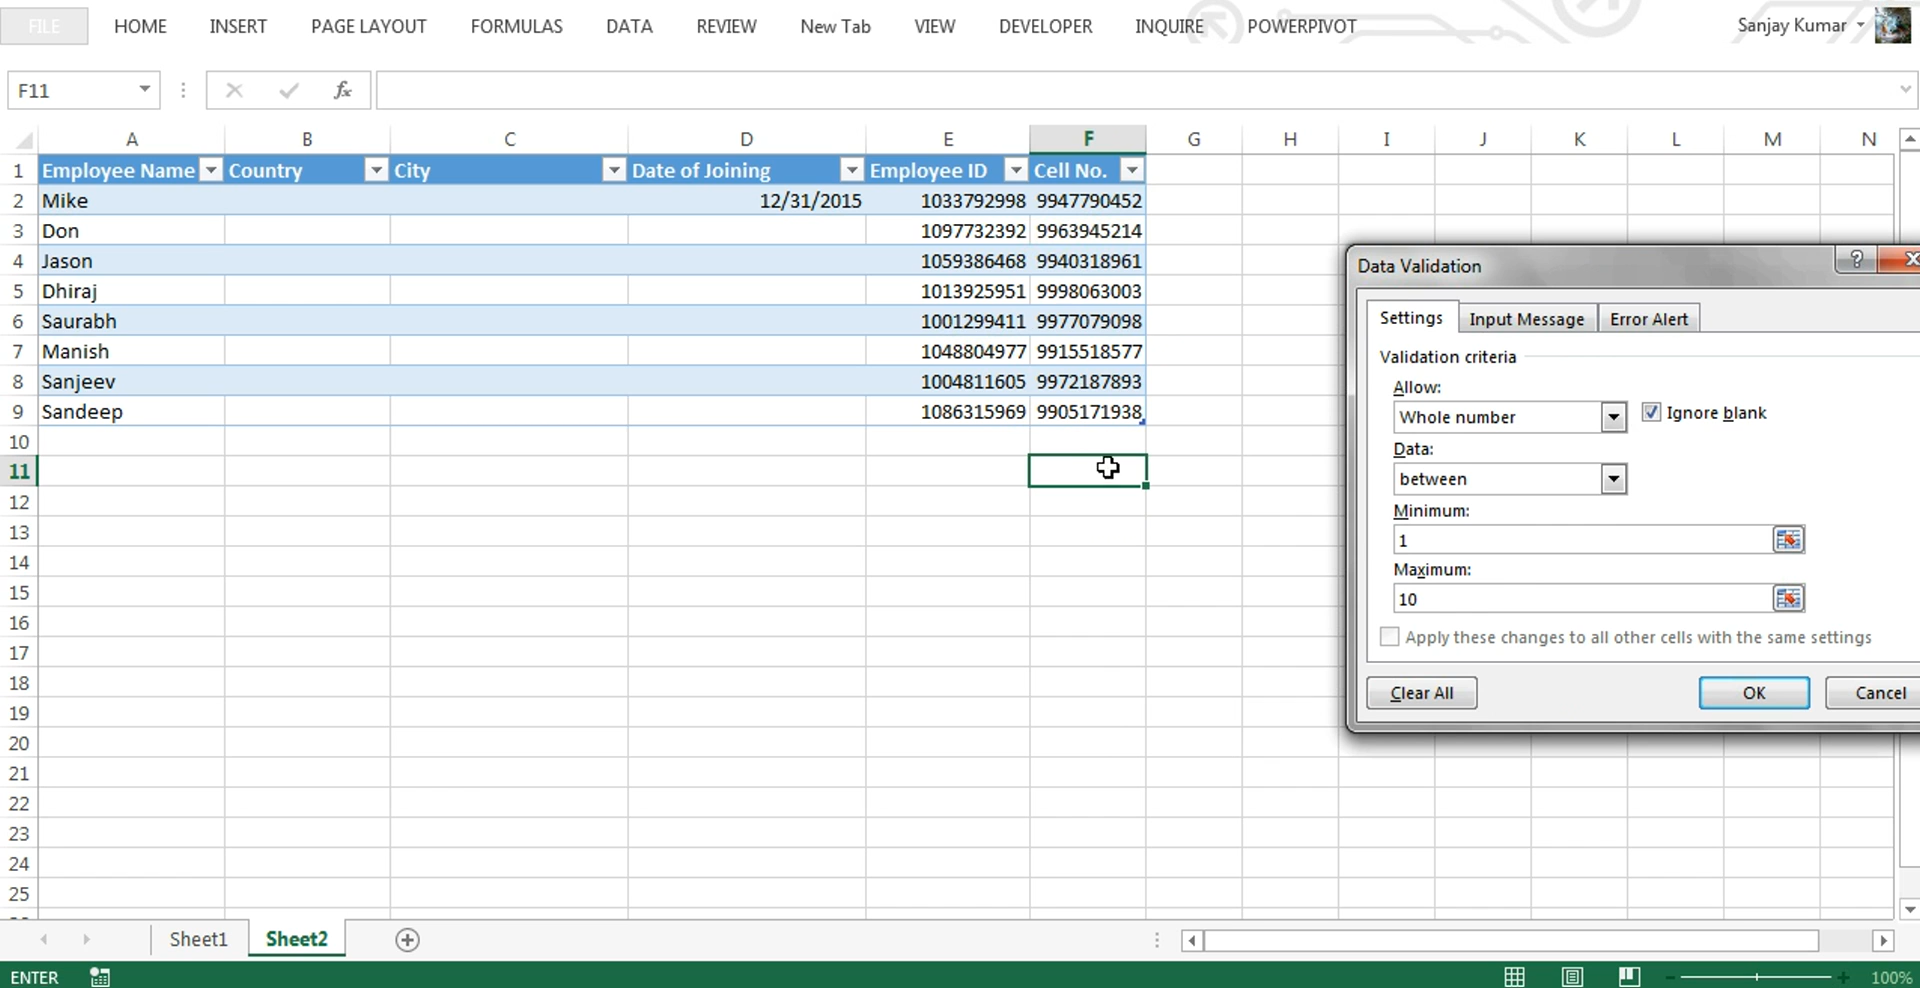 FILE HOME INSERT PAGE LAYOUT FORMULAS DATA REVIEW New Tab VIEW DEVELOPER INQUIRE POWERPIVOT Sanjay Kumar
F11 fx
A B C D E F G H I J K L M N
1 Employee Name Country City Date of Joining Employee ID Cell No.
2 Mike 12/31/2015 1033792998 9947790452
3 Don 1097732392 9963945214
4 Jason 1059386468 9940318961
5 Dhiraj 1013925951 9998063003
6 Saurabh 1001299411 9977079098
7 Manish 1048804977 9915518577
8 Sanjeev 1004811605 9972187893
9 Sandeep 1086315969 9905171938
10
11
12
13
14
15
16
17
18
19
20
21
22
23
24
25
Data Validation ?
Settings Input Message Error Alert
Validation criteria
Allow:
Whole number Ignore blank
Data:
between
Minimum:
1
Maximum:
10
Apply these changes to all other cells with the same settings
Clear All OK Cancel
Sheet1 Sheet2
ENTER 100%